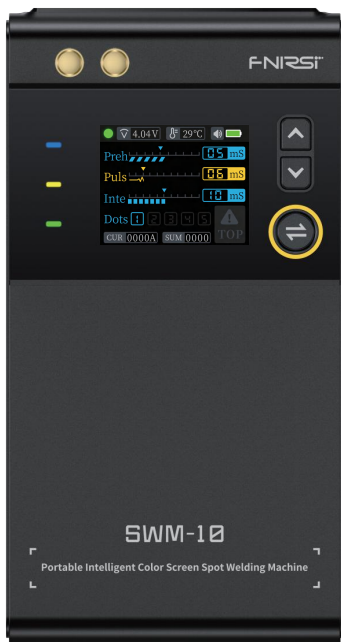 FNIRSI
4.04V 29°C
Preh 05 mS
Puls 06 mS
Inte 10 mS
Dots 1 2 3 4 5
TOP
CUR 0000A SUM 0000
SWM-10
Portable Intelligent Color Screen Spot Welding Machine